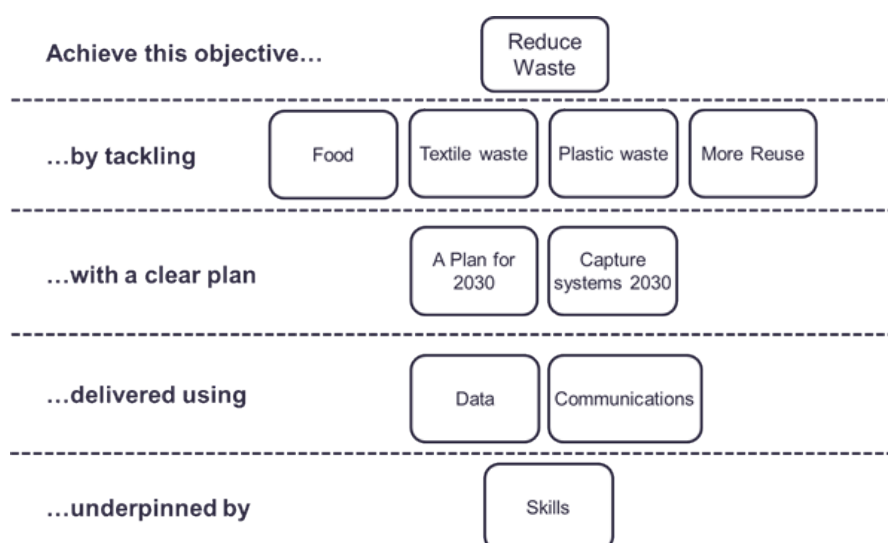 Achieve this objective…
Reduce
Waste
…by tackling
Food
Textile waste
Plastic waste
More Reuse
…with a clear plan
A Plan for
2030
Capture
systems 2030
…delivered using
Data
Communications
…underpinned by
Skills